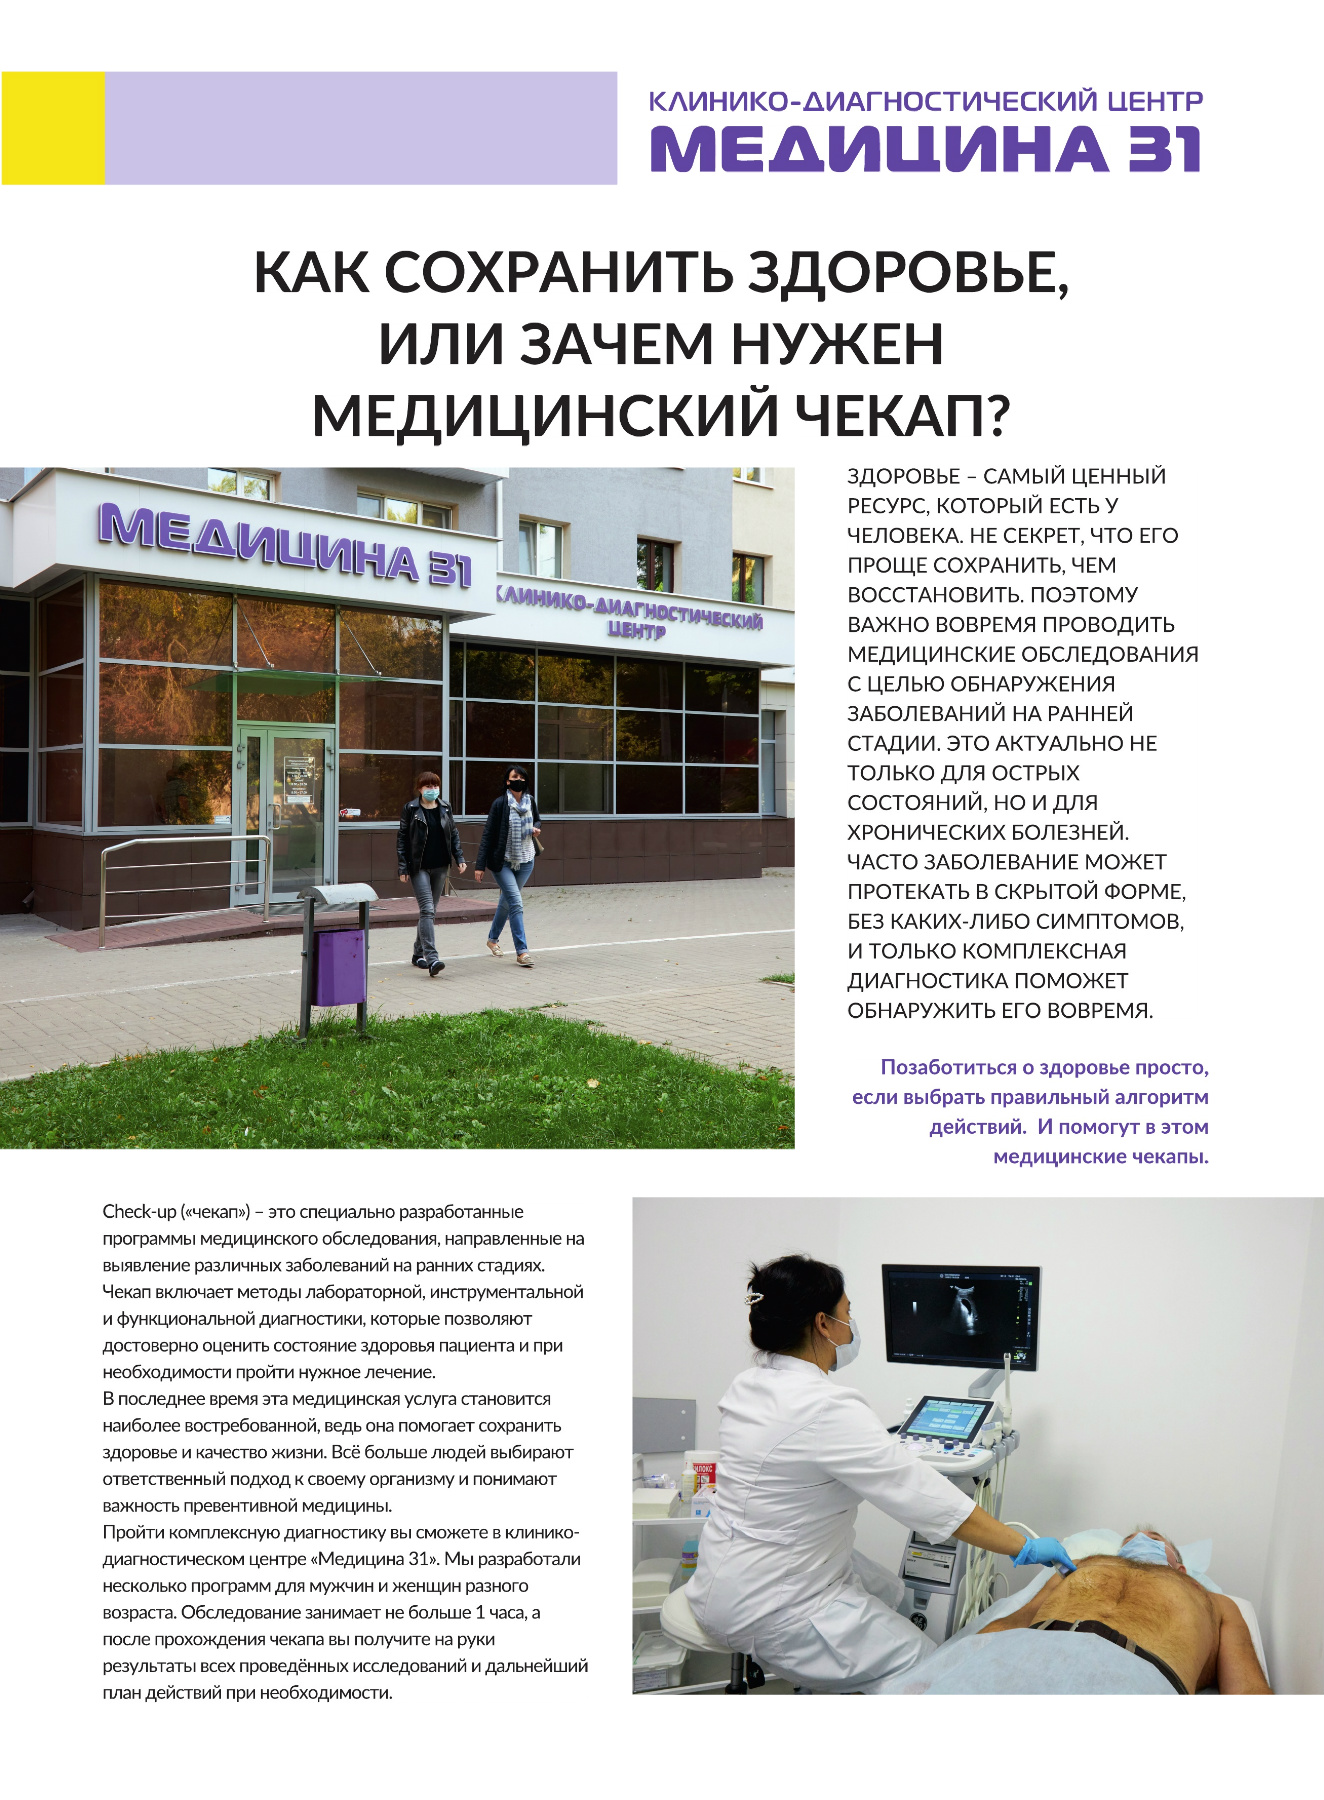 КЛИНИКО-ДИАГНОСТИЧЕСКИЙ ЦЕНТР
МЕДИЦИНА 31
КАК СОХРАНИТЬ ЗДОРОВЬЕ,
ИЛИ ЗАЧЕМ НУЖЕН
МЕДИЦИНСКИЙ ЧЕКАП?
МЕДИЦИНА 31
КЛИНИКО-ДИАГНОСТИЧЕСКИЙ
ЦЕНТР
ЗДОРОВЬЕ – САМЫЙ ЦЕННЫЙ
РЕСУРС, КОТОРЫЙ ЕСТЬ У
ЧЕЛОВЕКА. НЕ СЕКРЕТ, ЧТО ЕГО
ПРОЩЕ СОХРАНИТЬ, ЧЕМ
ВОССТАНОВИТЬ. ПОЭТОМУ
ВАЖНО ВОВРЕМЯ ПРОВОДИТЬ
МЕДИЦИНСКИЕ ОБСЛЕДОВАНИЯ
С ЦЕЛЬЮ ОБНАРУЖЕНИЯ
ЗАБОЛЕВАНИЙ НА РАННЕЙ
СТАДИИ. ЭТО АКТУАЛЬНО НЕ
ТОЛЬКО ДЛЯ ОСТРЫХ
СОСТОЯНИЙ, НО И ДЛЯ
ХРОНИЧЕСКИХ БОЛЕЗНЕЙ.
ЧАСТО ЗАБОЛЕВАНИЕ МОЖЕТ
ПРОТЕКАТЬ В СКРЫТОЙ ФОРМЕ,
БЕЗ КАКИХ-ЛИБО СИМПТОМОВ,
И ТОЛЬКО КОМПЛЕКСНАЯ
ДИАГНОСТИКА ПОМОЖЕТ
ОБНАРУЖИТЬ ЕГО ВОВРЕМЯ.
Позаботиться о здоровье просто,
если выбрать правильный алгоритм
действий. И помогут в этом
медицинские чекапы.
Check-up («чекап») – это специально разработанные
программы медицинского обследования, направленные на
выявление различных заболеваний на ранних стадиях.
Чекап включает методы лабораторной, инструментальной
и функциональной диагностики, которые позволяют
достоверно оценить состояние здоровья пациента и при
необходимости пройти нужное лечение.
В последнее время эта медицинская услуга становится
наиболее востребованной, ведь она помогает сохранить
здоровье и качество жизни. Всё больше людей выбирают
ответственный подход к своему организму и понимают
важность превентивной медицины.
Пройти комплексную диагностику вы сможете в клинико-
диагностическом центре «Медицина 31». Мы разработали
несколько программ для мужчин и женщин разного
возраста. Обследование занимает не больше 1 часа, а
после прохождения чекапа вы получите на руки
результаты всех проведённых исследований и дальнейший
план действий при необходимости.